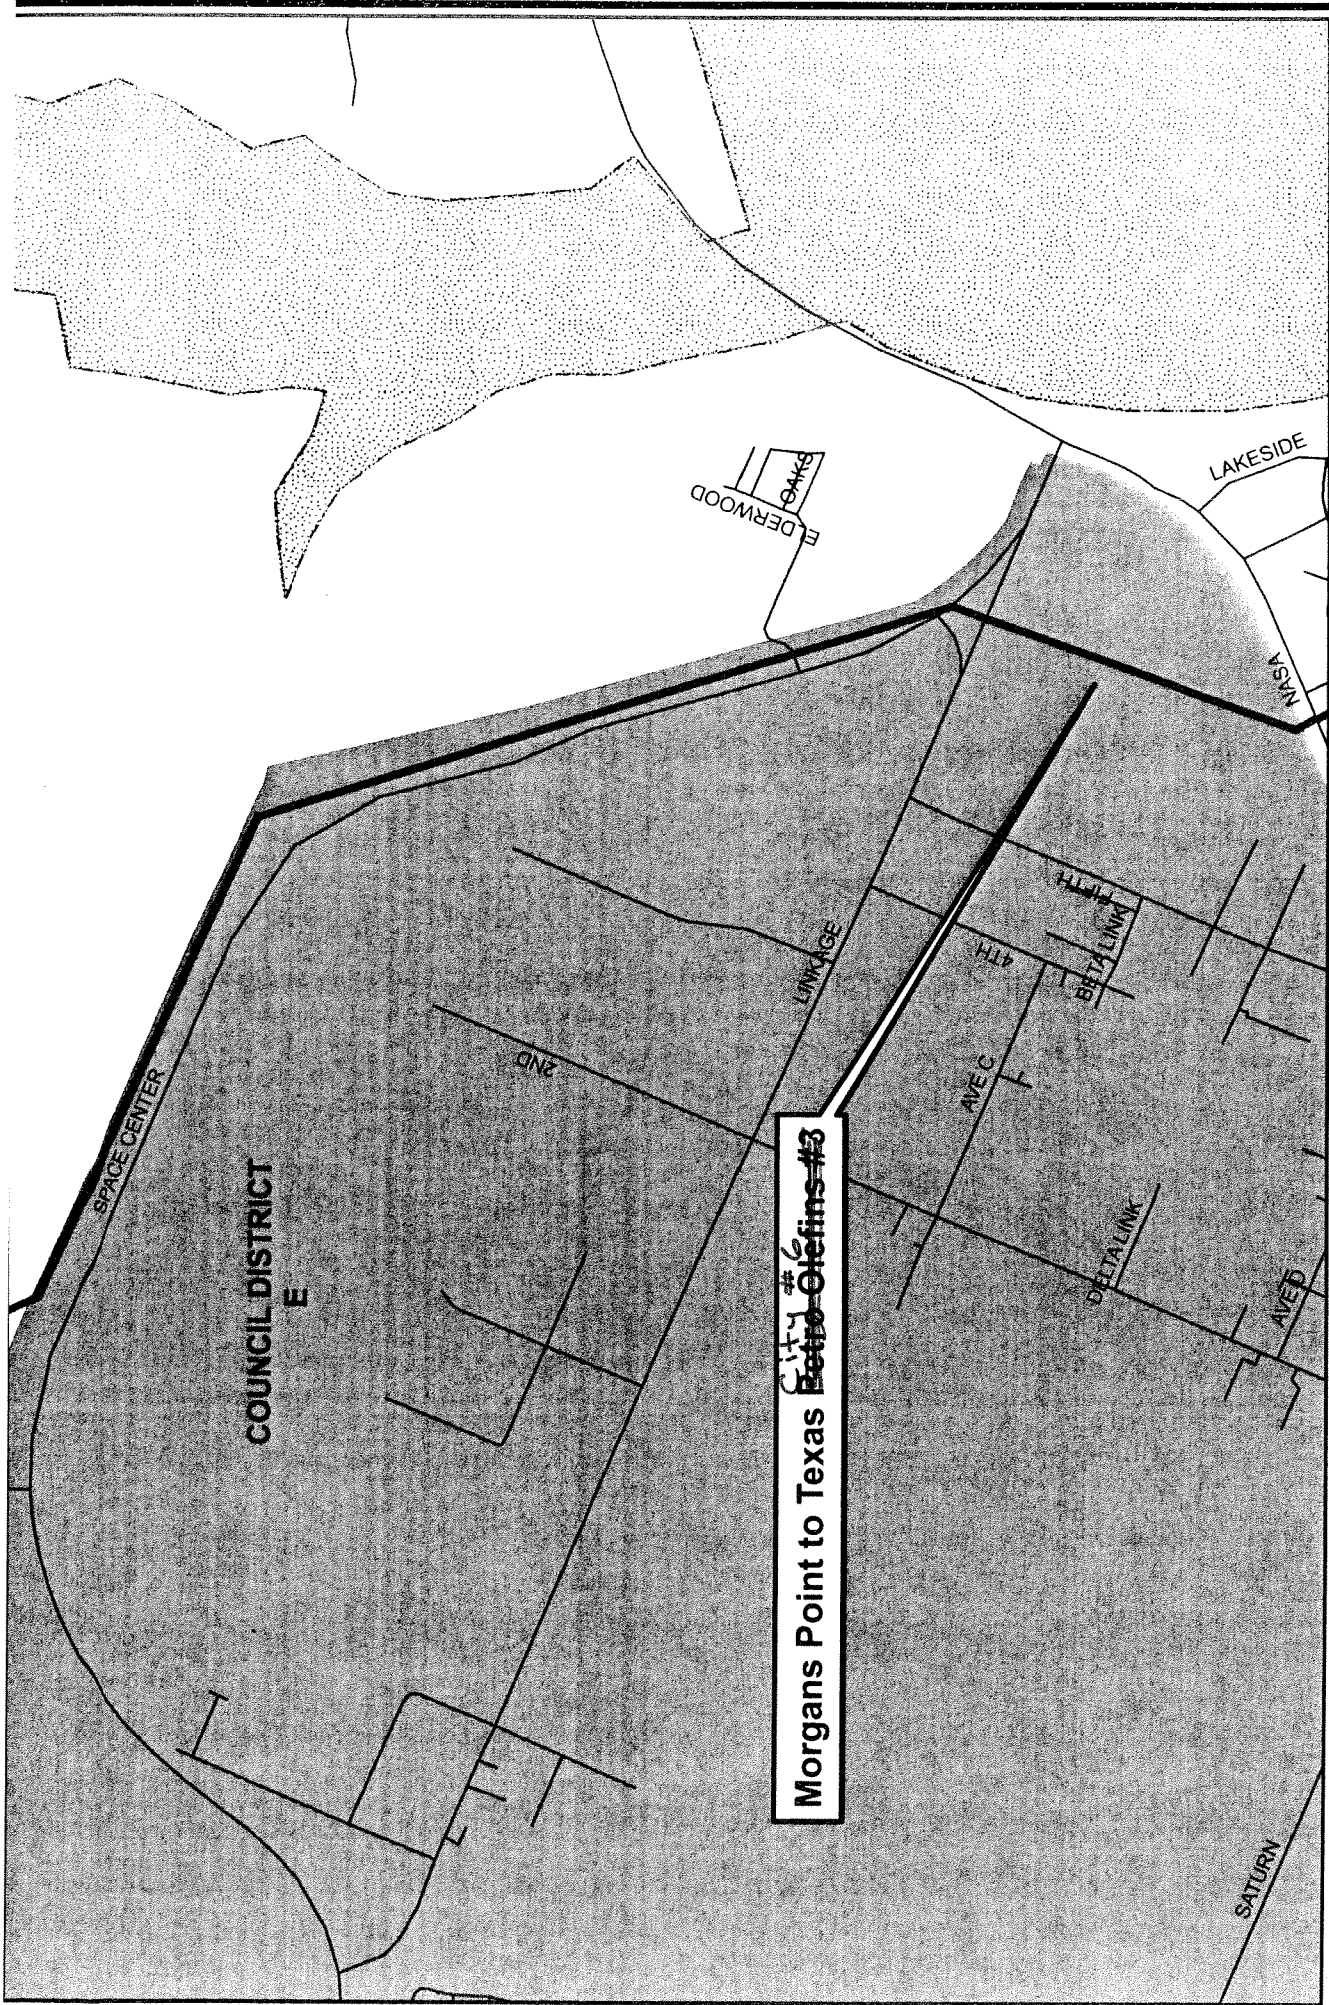 SPACE CENTER
COUNCIL DISTRICT
E
2ND
LINKAGE
ELDERWOOD
OAKS
City #6
Morgans Point to Texas Petro Olefins #3
4TH
FIFTH
BETA LINK
AVE C
DELTA LINK
AVE D
SATURN
NASA
LAKESIDE